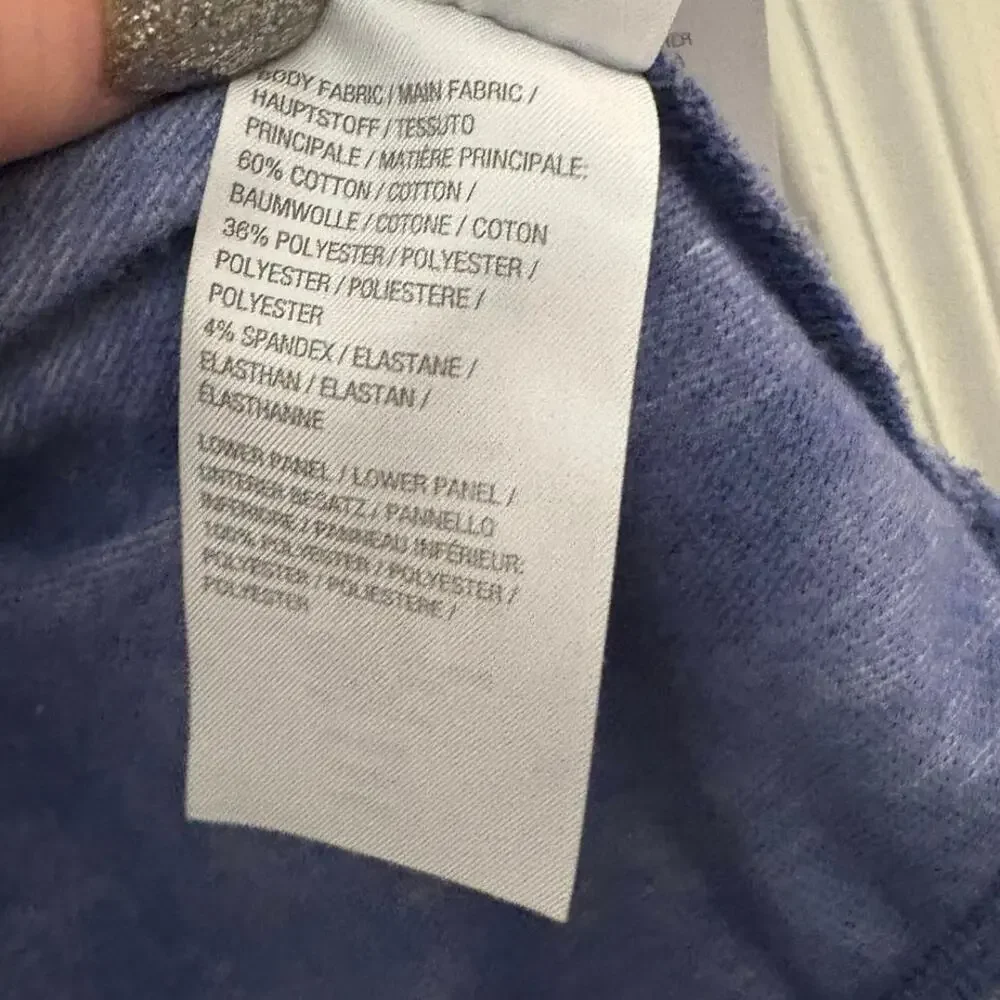 BODY FABRIC / MAIN FABRIC /
HAUPTSTOFF / TESSUTO
PRINCIPALE / MATIÈRE PRINCIPALE:
60% COTTON / COTTON /
BAUMWOLLE / COTONE / COTON
36% POLYESTER / POLYESTER /
POLYESTER / POLIESTERE /
POLYESTER
4% SPANDEX / ELASTANE /
ELASTHAN / ELASTAN /
ÉLASTHANNE
LOWER PANEL / LOWER PANEL /
UNTERER BESATZ / PANNELLO
INFERIORE / PANNEAU INFÉRIEUR:
100% POLYESTER / POLYESTER /
POLYESTER / POLIESTERE /
POLYESTER